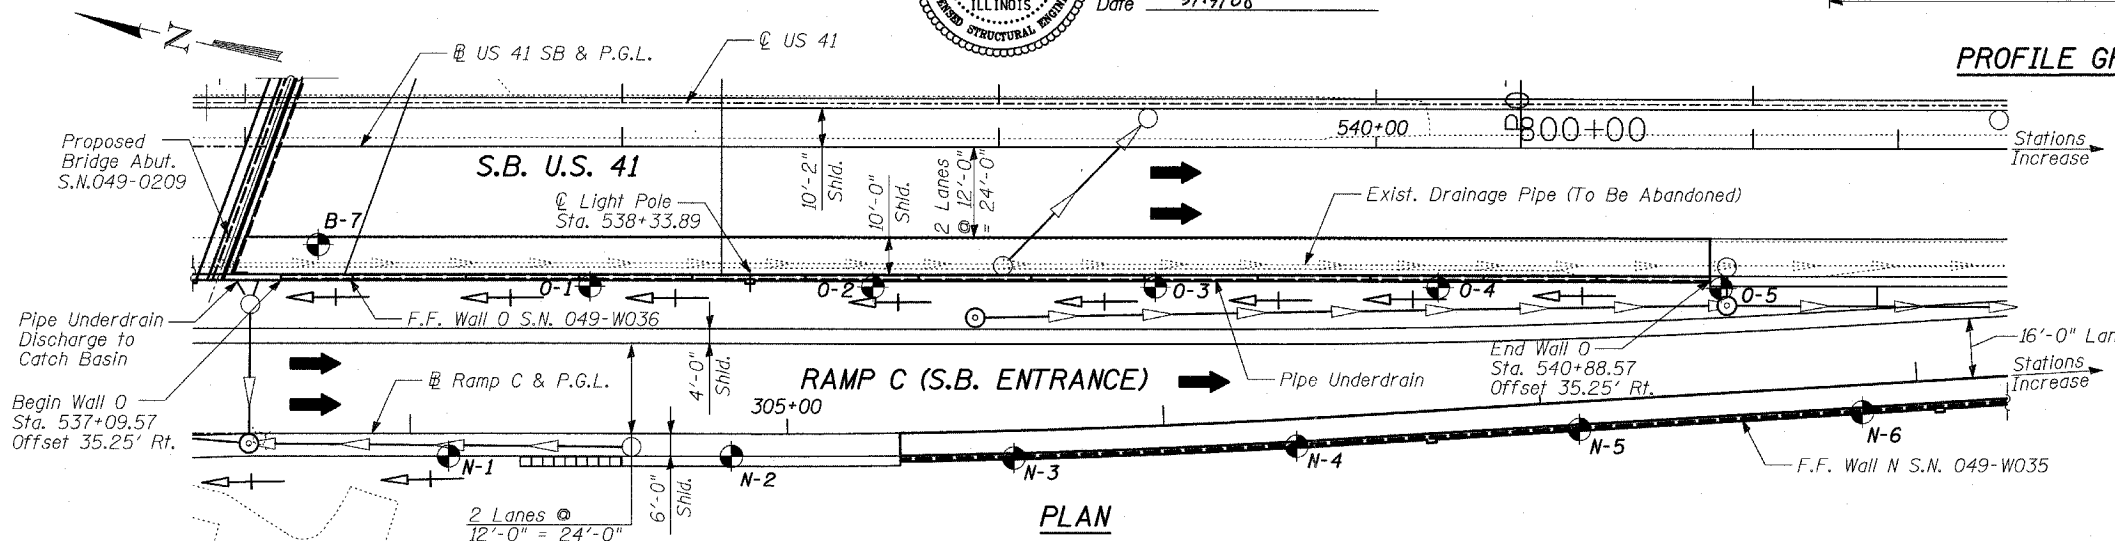 ILLINOIS
STRUCTURAL
Date
PROFILE
Z
℄ US 41
US 41 SB & P.G.L.
Proposed
Bridge Abut.
S.N.049-0209
540+00
800+00
Stations
Increase
S.B. U.S. 41
10'-2"
Shld.
10'-0"
Shld.
2 Lanes
@ 12'-0"
= 24'-0"
℄ Light Pole
Sta. 538+33.89
Exist. Drainage Pipe (To Be Abandoned)
B-7
O-1
O-2
O-3
O-4
O-5
Pipe Underdrain
Discharge to
Catch Basin
F.F. Wall O S.N. 049-W036
4'-0"
Shld.
End Wall O
Sta. 540+88.57
Offset 35.25' Rt.
16'-0"
Stations
Increase
Ramp C & P.G.L.
RAMP C (S.B. ENTRANCE)
Pipe Underdrain
Begin Wall O
Sta. 537+09.57
Offset 35.25' Rt.
305+00
N-1
N-2
N-3
N-4
N-5
N-6
6'-0"
Shld.
F.F. Wall N S.N. 049-W035
2 Lanes @
12'-0" = 24'-0"
PLAN